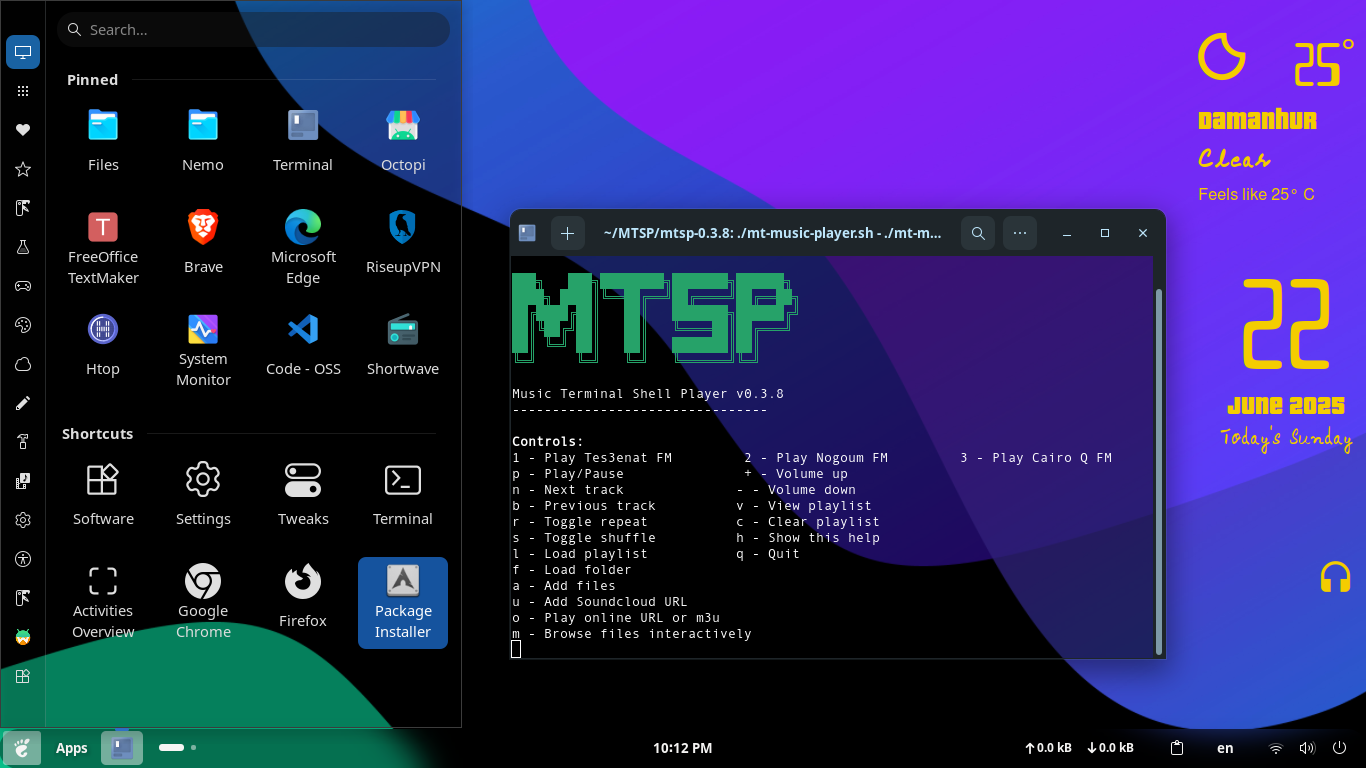 Search...
Pinned
Files
Nemo
Terminal
Octopi
FreeOffice
TextMaker
Brave
Microsoft
Edge
RiseupVPN
Htop
System
Monitor
Code - OSS
Shortwave
Shortcuts
Software
Settings
Tweaks
Terminal
Activities
Overview
Google
Chrome
Firefox
Package
Installer
~/MTSP/mtsp-0.3.8: ./mt-music-player.sh - ./mt-m...
MTSP
Music Terminal Shell Player v0.3.8
--------------------------------
Controls:
1 - Play Tes3enat FM 2 - Play Nogoum FM 3 - Play Cairo Q FM
p - Play/Pause + - Volume up
n - Next track - - Volume down
b - Previous track v - View playlist
r - Toggle repeat c - Clear playlist
s - Toggle shuffle h - Show this help
l - Load playlist q - Quit
f - Load folder
a - Add files
u - Add Soundcloud URL
o - Play online URL or m3u
m - Browse files interactively
25°
Damanhur
Clear
Feels like 25° C
22
June 2025
Today's Sunday
Apps
10:12 PM
0.0 kB
0.0 kB
en